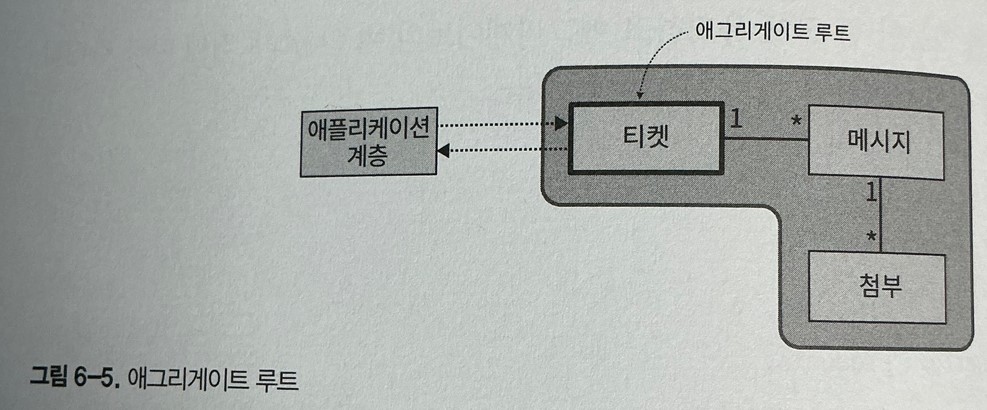 애그리게이트 루트
애플리케이션
계층
티켓
1
*
메시지
1
*
첨부
그림 6-5. 애그리게이트 루트